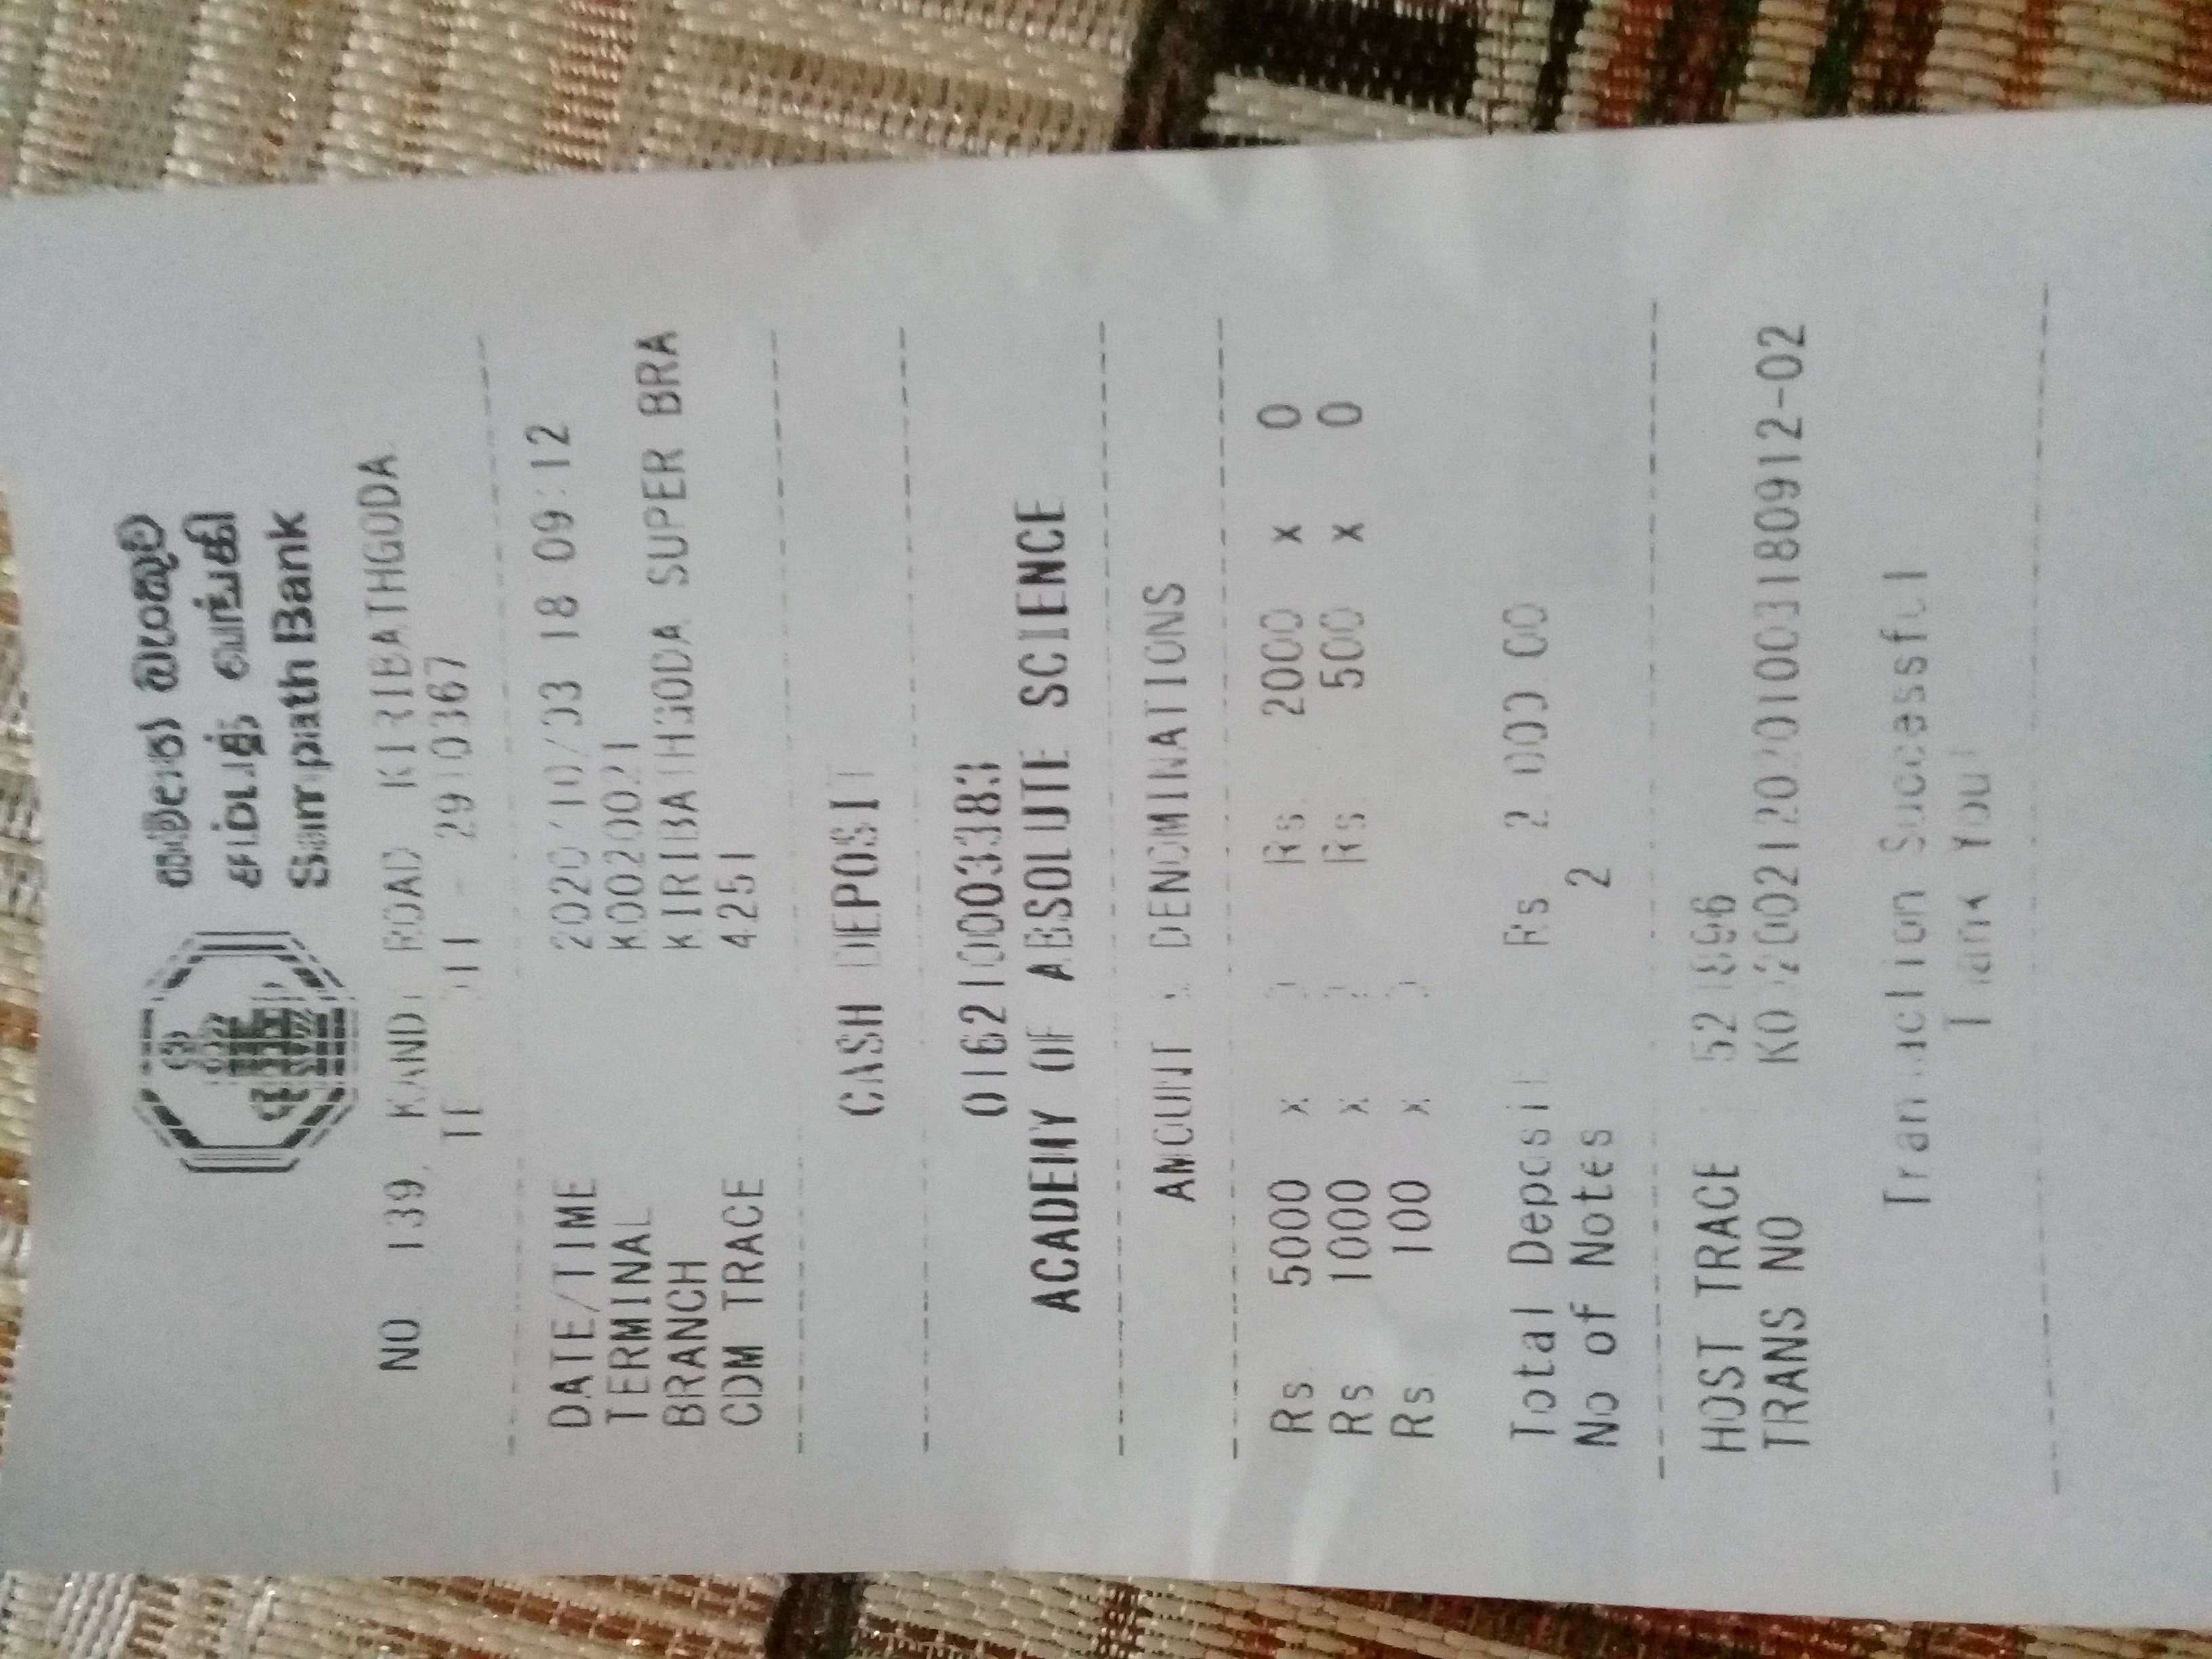 සම්පත් බැංකුව
சம்பத் வங்கி
Sampath Bank
NO. 139, KANDY ROAD, KIRIBATHGODA.
TEL 011 - 2910367
DATE/TIME 2020/10/03 18:09:12
TERMINAL K0020021
BRANCH KIRIBATHGODA SUPER BRA
CDM TRACE 4251
CASH DEPOSIT
016210003383
ACADEMY OF ABSOLUTE SCIENCE
AMOUNT & DENOMINATIONS
Rs. 5000 x 0 Rs. 2000 x 0
Rs. 1000 x 2 Rs. 500 x 0
Rs. 100 x 0
Total Deposit Rs. 2,000.00
No of Notes 2
HOST TRACE
TRANS NO K002002120201003180912-02
Transaction Successful
Thank You!